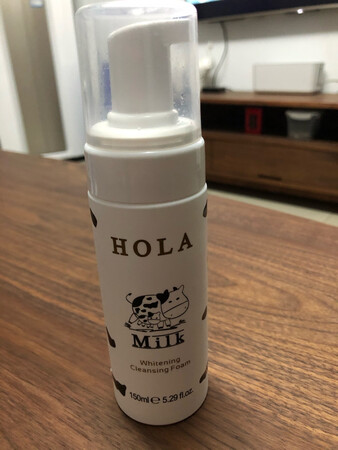 HOLA
Milk
Whitening
Cleansing Foam
150ml ℮ 5.29 fl.oz.